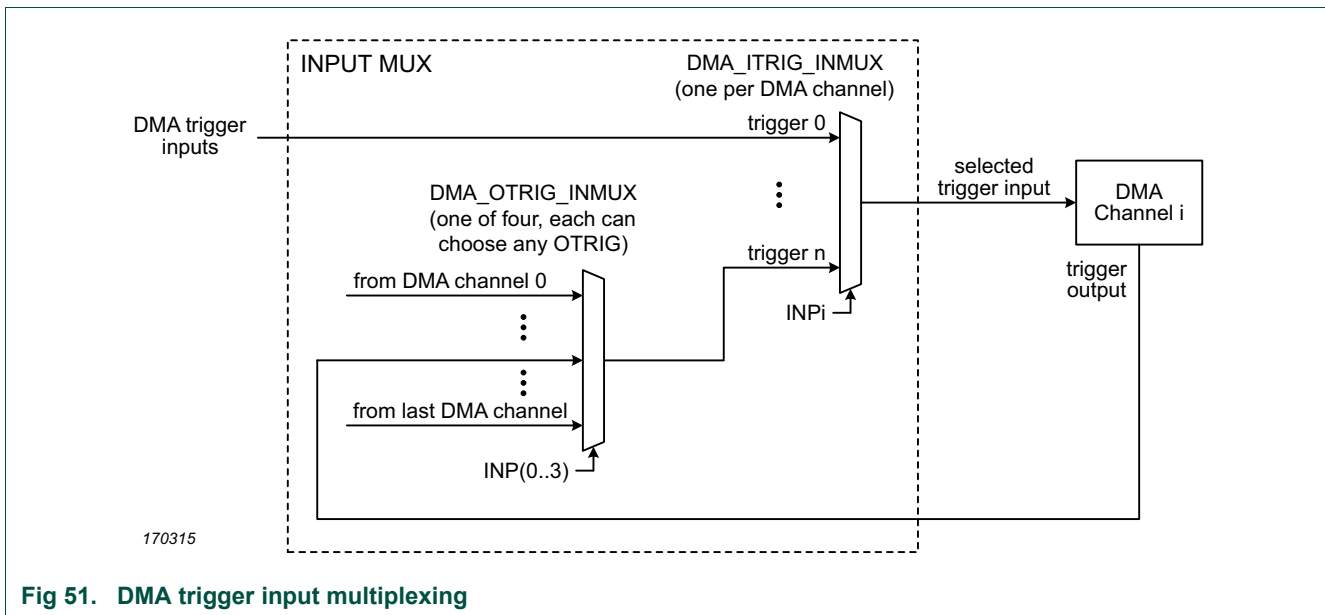 INPUT MUX
DMA_ITRIG_INMUX
(one per DMA channel)
DMA trigger
inputs
trigger 0
selected
trigger input
DMA
Channel i
DMA_OTRIG_INMUX
(one of four, each can
choose any OTRIG)
trigger n
trigger
output
from DMA channel 0
INPi
from last DMA channel
INP(0..3)
170315
Fig 51. DMA trigger input multiplexing